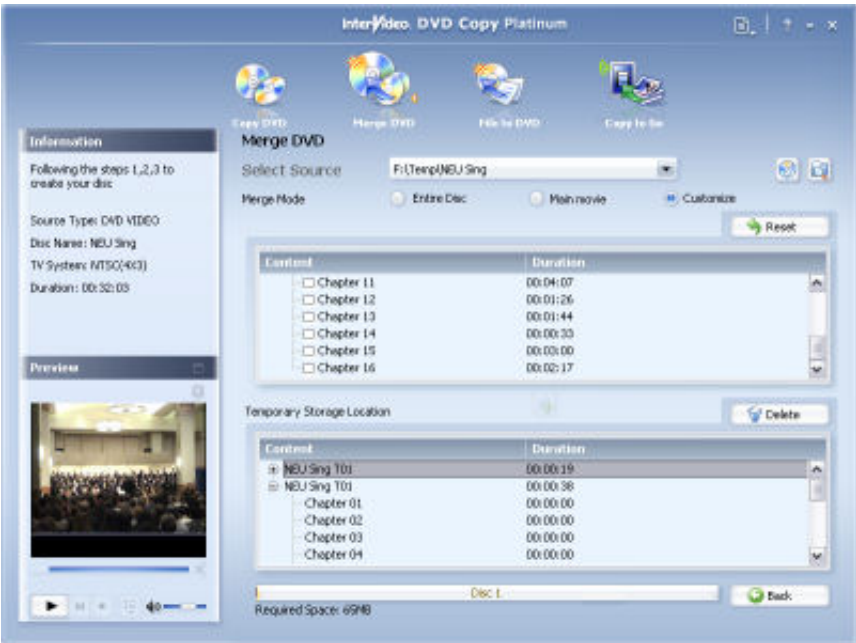 InterVideo DVD Copy Platinum
Copy DVD
Merge DVD
File to DVD
Copy to Go
Information
Following the steps 1,2,3 to
create your disc
Source Type: DVD VIDEO
Disc Name: NEU Sing
TV System: NTSC(4X3)
Duration: 00:32:03
Merge DVD
Select Source
F:\Temp\NEU Sing
Merge Mode
Entire Disc
Main movie
Customize
Reset
Content Duration
Chapter 11 00:04:07
Chapter 12 00:01:26
Chapter 13 00:01:44
Chapter 14 00:00:33
Chapter 15 00:03:00
Chapter 16 00:02:17
Preview
Temporary Storage Location
Delete
Content Duration
NEU Sing T01 00:00:19
NEU Sing T01 00:00:38
Chapter 01 00:00:00
Chapter 02 00:00:00
Chapter 03 00:00:00
Chapter 04 00:00:00
Disc 1
Back
Required Space: 65MB